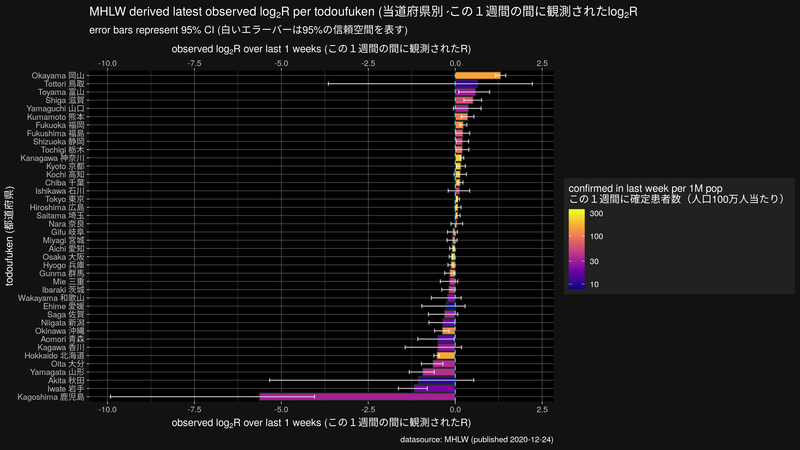 MHLW derived latest observed log2R per todoufuken (当道府県別 -この１週間の間に観測されたlog2R
error bars represent 95% CI (白いエラーバーは95%の信頼空間を表す)
observed log2R over last 1 weeks (この１週間の間に観測されたR)
-10.0 -7.5 -5.0 -2.5 0.0 2.5
todoufuken (都道府県)
Okayama 岡山
Tottori 鳥取
Toyama 富山
Shiga 滋賀
Yamaguchi 山口
Kumamoto 熊本
Fukuoka 福岡
Fukushima 福島
Shizuoka 静岡
Tochigi 栃木
Kanagawa 神奈川
Kyoto 京都
Kochi 高知
Chiba 千葉
Ishikawa 石川
Tokyo 東京
Hiroshima 広島
Saitama 埼玉
Nara 奈良
Gifu 岐阜
Miyagi 宮城
Aichi 愛知
Osaka 大阪
Hyogo 兵庫
Gunma 群馬
Mie 三重
Ibaraki 茨城
Wakayama 和歌山
Ehime 愛媛
Saga 佐賀
Niigata 新潟
Okinawa 沖縄
Aomori 青森
Kagawa 香川
Hokkaido 北海道
Oita 大分
Yamagata 山形
Akita 秋田
Iwate 岩手
Kagoshima 鹿児島
-10.0 -7.5 -5.0 -2.5 0.0 2.5
observed log2R over last 1 weeks (この１週間の間に観測されたR)
confirmed in last week per 1M pop
この１週間に確定患者数（人口100万人当たり）
300
100
30
10
datasource: MHLW (published 2020-12-24)